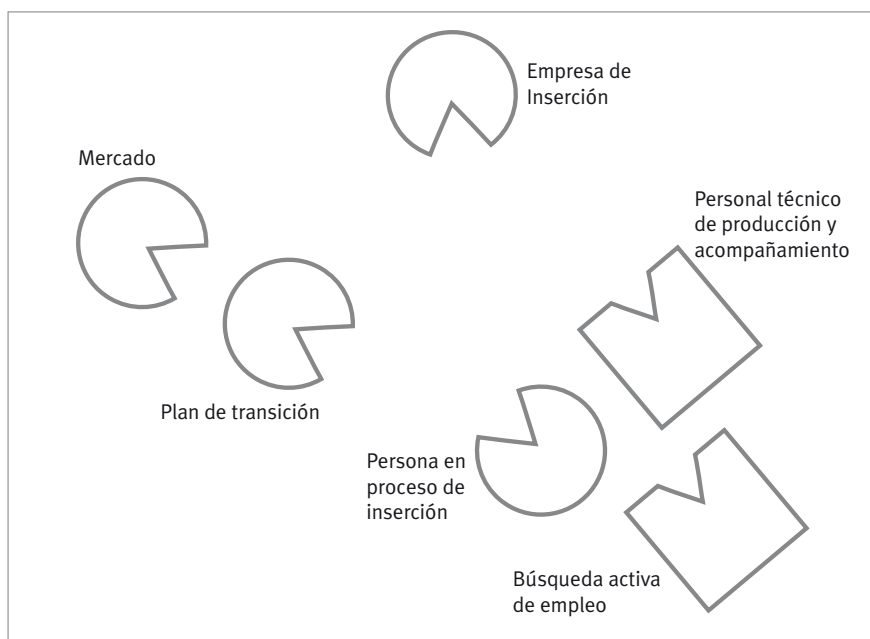 Empresa de
Inserción
Mercado
Personal técnico
de producción y
acompañamiento
Plan de transición
Persona en
proceso de
inserción
Búsqueda activa
de empleo